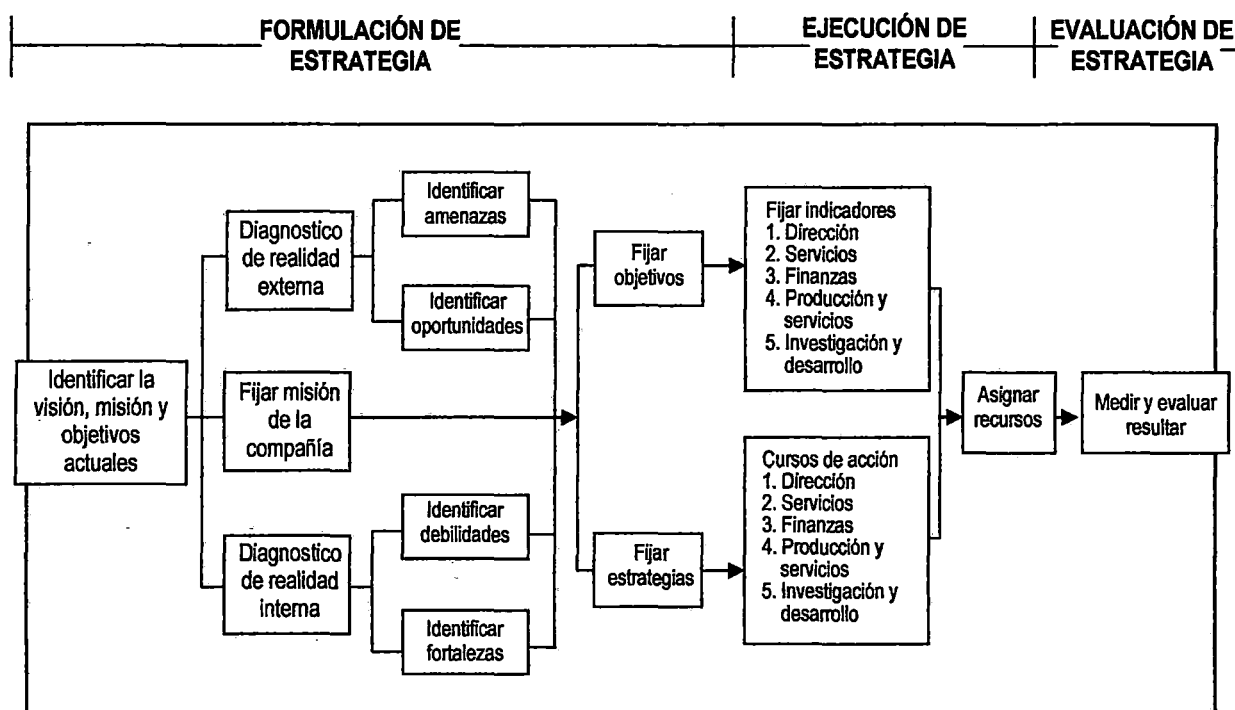 FORMULACIÓN DE
ESTRATEGIA
EJECUCIÓN DE
ESTRATEGIA
EVALUACIÓN DE
ESTRATEGIA
Identificar la
visión, misión y
objetivos
actuales
Diagnostico
de realidad
externa
Fijar misión
de la
compañía
Diagnostico
de realidad
interna
Identificar
amenazas
Identificar
oportunidades
Identificar
debilidades
Identificar
fortalezas
Fijar
objetivos
Fijar
estrategias
Fijar indicadores
1. Dirección
2. Servicios
3. Finanzas
4. Producción y
servicios
5. Investigación y
desarrollo
Cursos de acción
1. Dirección
2. Servicios
3. Finanzas
4. Producción y
servicios
5. Investigación y
desarrollo
Asignar
recursos
Medir y evaluar
resultar